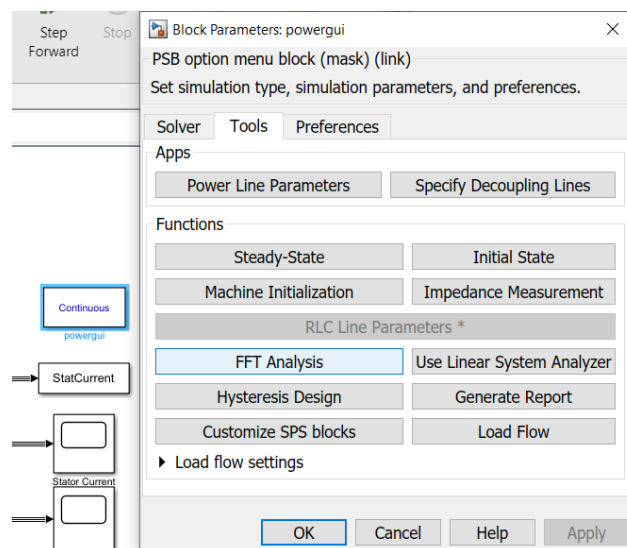 Step Forward
Stop
Block Parameters: powergui
PSB option menu block (mask) (link)
Set simulation type, simulation parameters, and preferences.
Solver Tools Preferences
Apps
Power Line Parameters
Specify Decoupling Lines
Functions
Steady-State
Initial State
Machine Initialization
Impedance Measurement
RLC Line Parameters *
FFT Analysis
Use Linear System Analyzer
Hysteresis Design
Generate Report
Customize SPS blocks
Load Flow
Load flow settings
OK Cancel Help Apply
Continuous
powergui
StatCurrent
Stator Current